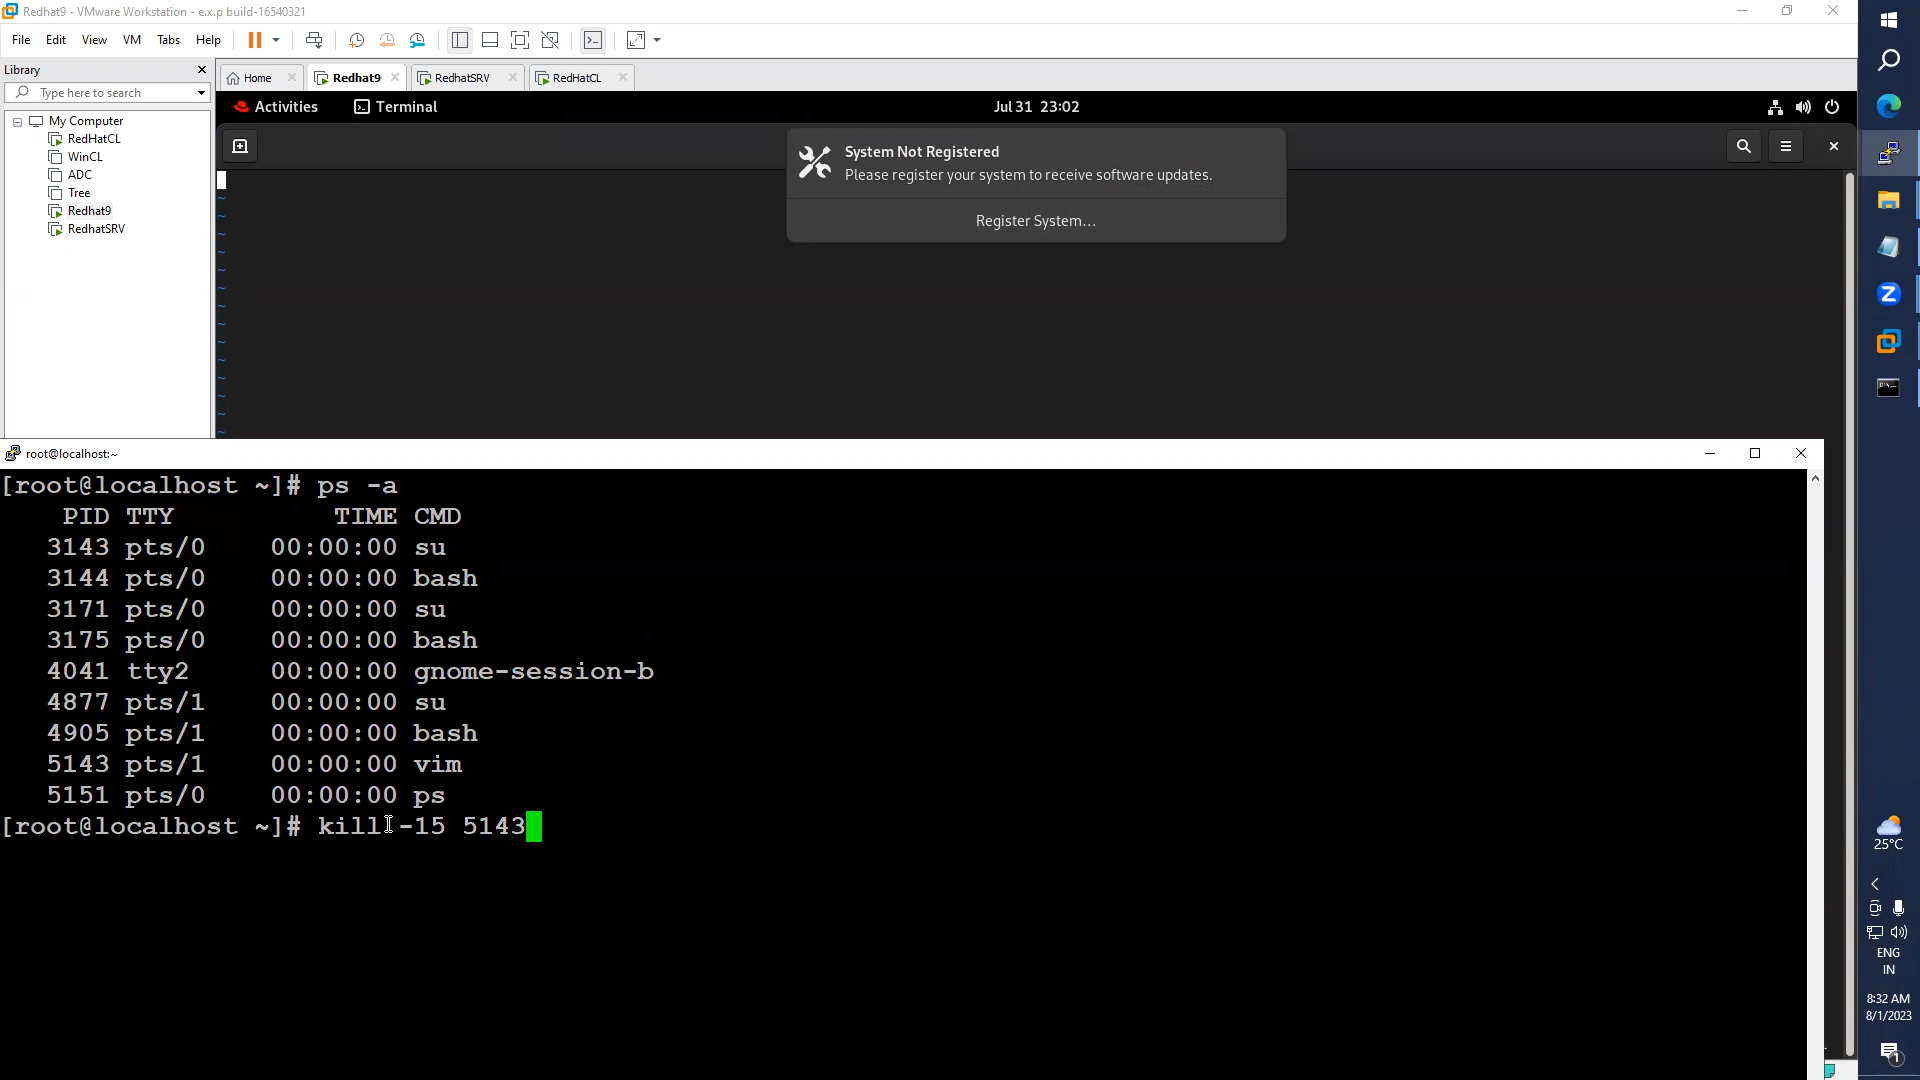 Redhat9 - VMware Workstation - e.x.p build-16540321
File Edit View VM Tabs Help
Library
Type here to search
My Computer
RedHatCL
WinCL
ADC
Tree
Redhat9
RedhatSRV
Home Redhat9 RedhatSRV RedHatCL
Activities Terminal Jul 31 23:02
System Not Registered
Please register your system to receive software updates.
Register System...
~
~
~
~
~
~
~
~
~
~
~
~
~
~
root@localhost:~
[root@localhost ~]# ps -a
PID TTY TIME CMD
3143 pts/0 00:00:00 su
3144 pts/0 00:00:00 bash
3171 pts/0 00:00:00 su
3175 pts/0 00:00:00 bash
4041 tty2 00:00:00 gnome-session-b
4877 pts/1 00:00:00 su
4905 pts/1 00:00:00 bash
5143 pts/1 00:00:00 vim
5151 pts/0 00:00:00 ps
[root@localhost ~]# kill -15 5143
25°C
ENG
IN
8:32 AM
8/1/2023
1